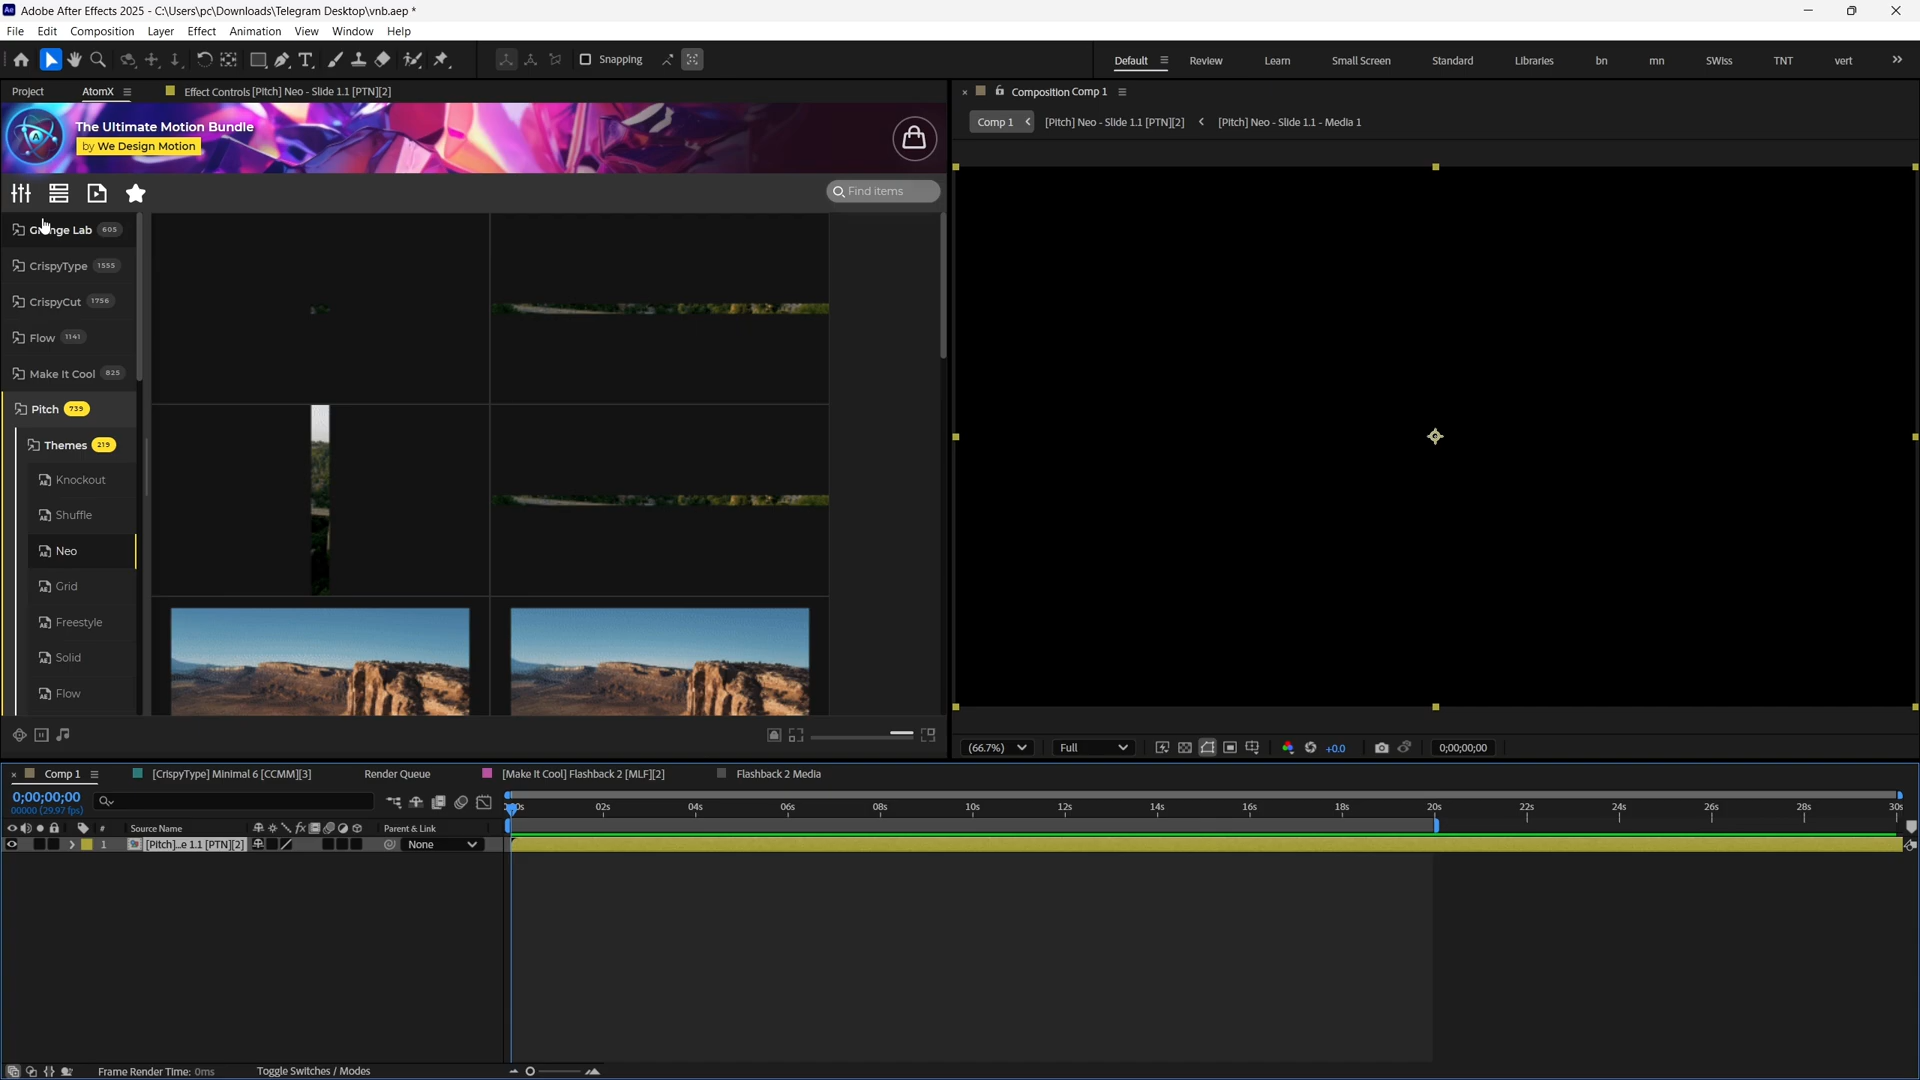 Ae Adobe After Effects 2025 - C:\Users\pc\Downloads\Telegram Desktop\vnb.aep *
File Edit Composition Layer Effect Animation View Window Help
Snapping Default Review Learn Small Screen Standard Libraries bn mn SWiss TNT vert
Project AtomX Effect Controls [Pitch] Neo - Slide 1.1 [PTN][2]
Composition Comp 1
The Ultimate Motion Bundle
by We Design Motion
Comp 1 [Pitch] Neo - Slide 1.1 [PTN][2] [Pitch] Neo - Slide 1.1 - Media 1
Find items
Grunge Lab 605
CrispyType 1555
CrispyCut 1756
Flow 1141
Make It Cool 825
Pitch 739
Themes 219
Knockout
Shuffle
Neo
Grid
Freestyle
Solid
Flow
(66.7%) Full +0.0 0;00;00;00
Comp 1 [CrispyType] Minimal 6 [CCMM][3] Render Queue [Make It Cool] Flashback 2 [MLF][2] Flashback 2 Media
0;00;00;00
00000 (29.97 fps)
02s 04s 06s 08s 10s 12s 14s 16s 18s 20s 22s 24s 26s 28s 30s
# Source Name Parent & Link
1 [Pitch]...e 1.1 [PTN][2] None
Frame Render Time: 0ms Toggle Switches / Modes